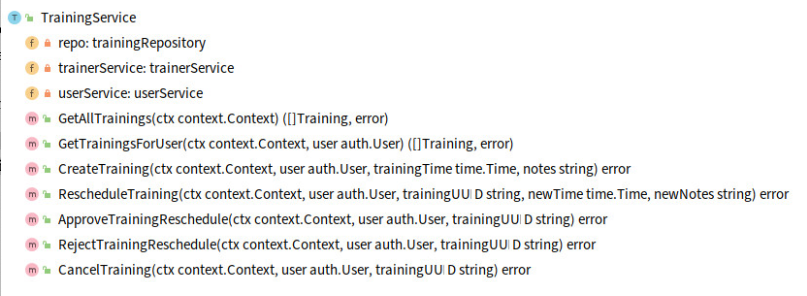 T TrainingService
f repo: trainingRepository
f trainerService: trainerService
f userService: userService
m GetAllTrainings(ctx context.Context) ([]Training, error)
m GetTrainingsForUser(ctx context.Context, user auth.User) ([]Training, error)
m CreateTraining(ctx context.Context, user auth.User, trainingTime time.Time, notes string) error
m RescheduleTraining(ctx context.Context, user auth.User, trainingUUID string, newTime time.Time, newNotes string) error
m ApproveTrainingReschedule(ctx context.Context, user auth.User, trainingUUID string) error
m RejectTrainingReschedule(ctx context.Context, user auth.User, trainingUUID string) error
m CancelTraining(ctx context.Context, user auth.User, trainingUUID string) error